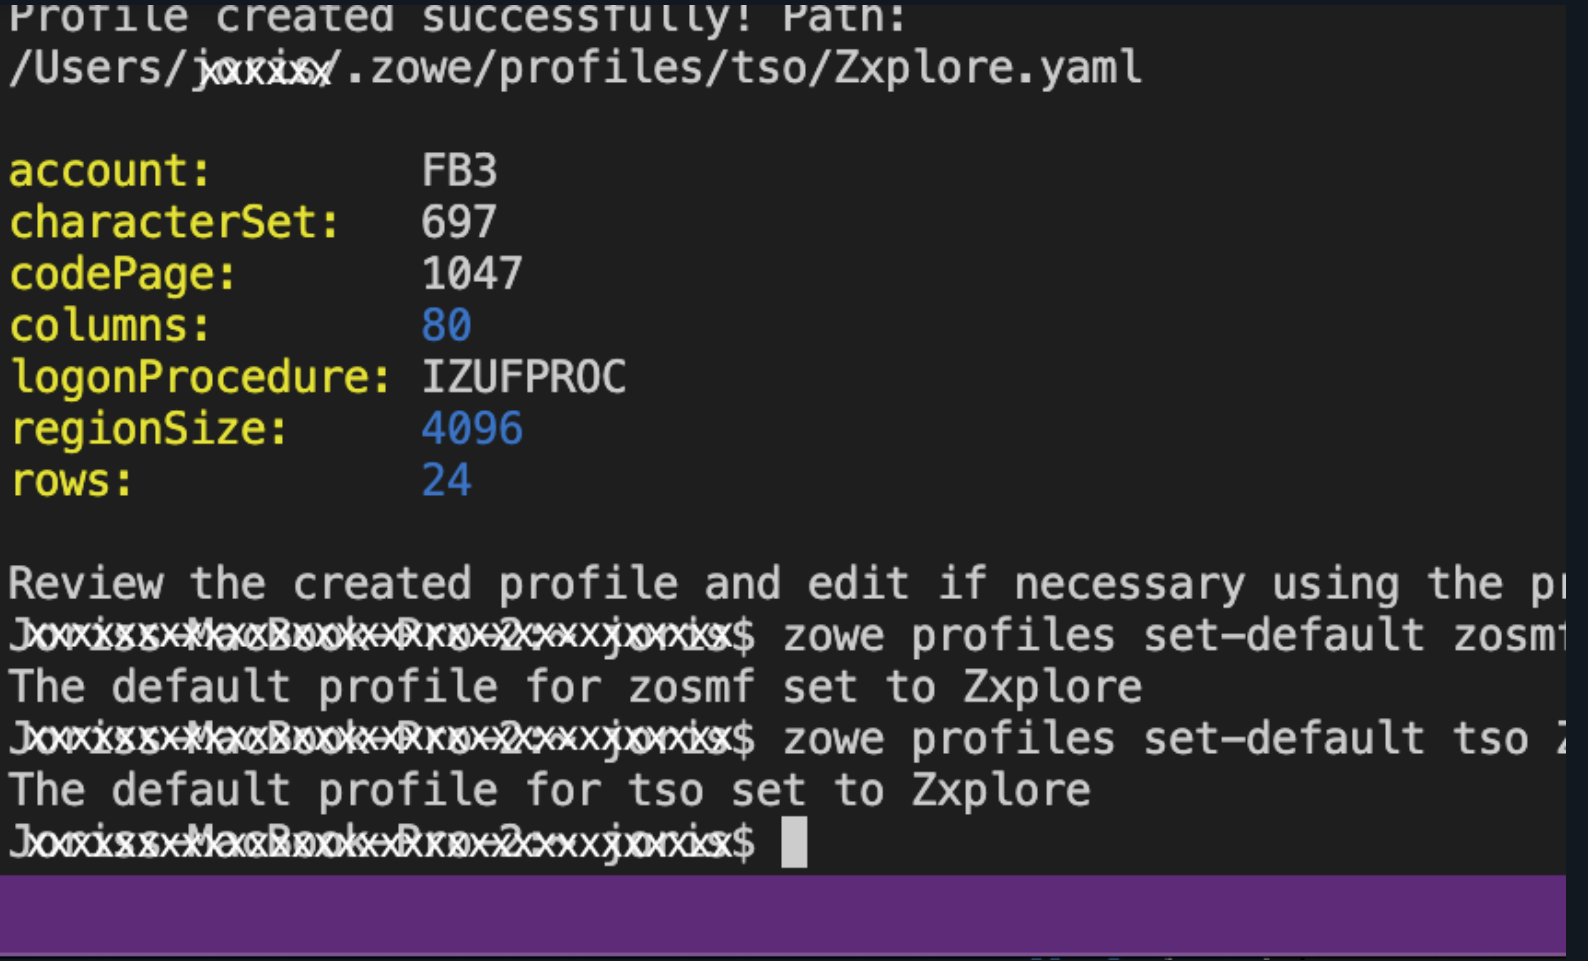 Profile created successfully! Path:
/Users/ /.zowe/profiles/tso/Zxplore.yaml
account: FB3
characterSet: 697
codePage: 1047
columns: 80
logonProcedure: IZUFPROC
regionSize: 4096
rows: 24
Review the created profile and edit if necessary using the
$ zowe profiles set-default
The default profile for zosmf set to Zxplore
$ zowe profiles set-default tso
The default profile for tso set to Zxplore
$